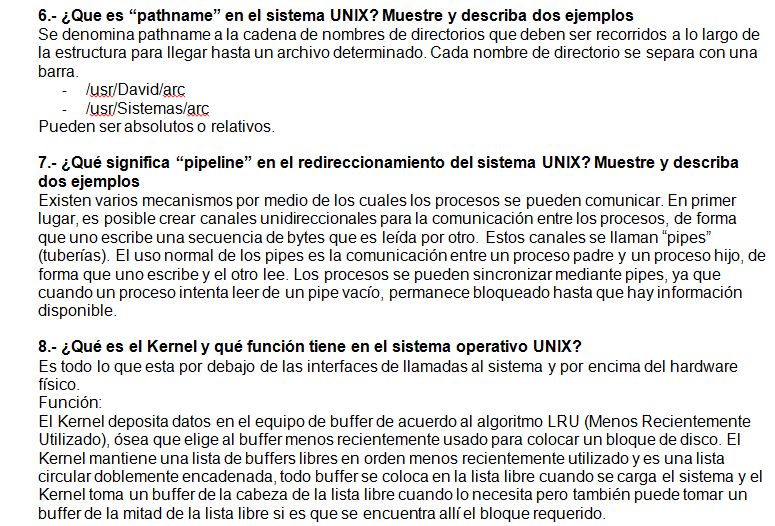 6.- ¿Que es “pathname” en el sistema UNIX? Muestre y describa dos ejemplos
Se denomina pathname a la cadena de nombres de directorios que deben ser recorridos a lo largo de
la estructura para llegar hasta un archivo determinado. Cada nombre de directorio se separa con una
barra.
- /usr/David/arc
- /usr/Sistemas/arc
Pueden ser absolutos o relativos.
7.- ¿Qué significa “pipeline” en el redireccionamiento del sistema UNIX? Muestre y describa
dos ejemplos
Existen varios mecanismos por medio de los cuales los procesos se pueden comunicar. En primer
lugar, es posible crear canales unidireccionales para la comunicación entre los procesos, de forma
que uno escribe una secuencia de bytes que es leída por otro. Estos canales se llaman “pipes”
(tuberías). El uso normal de los pipes es la comunicación entre un proceso padre y un proceso hijo, de
forma que uno escribe y el otro lee. Los procesos se pueden sincronizar mediante pipes, ya que
cuando un proceso intenta leer de un pipe vacío, permanece bloqueado hasta que hay información
disponible.
8.- ¿Qué es el Kernel y qué función tiene en el sistema operativo UNIX?
Es todo lo que esta por debajo de las interfaces de llamadas al sistema y por encima del hardware
físico.
Función:
El Kernel deposita datos en el equipo de buffer de acuerdo al algoritmo LRU (Menos Recientemente
Utilizado), ósea que elige al buffer menos recientemente usado para colocar un bloque de disco. El
Kernel mantiene una lista de buffers libres en orden menos recientemente utilizado y es una lista
circular doblemente encadenada, todo buffer se coloca en la lista libre cuando se carga el sistema y el
Kernel toma un buffer de la cabeza de la lista libre cuando lo necesita pero también puede tomar un
buffer de la mitad de la lista libre si es que se encuentra allí el bloque requerido.